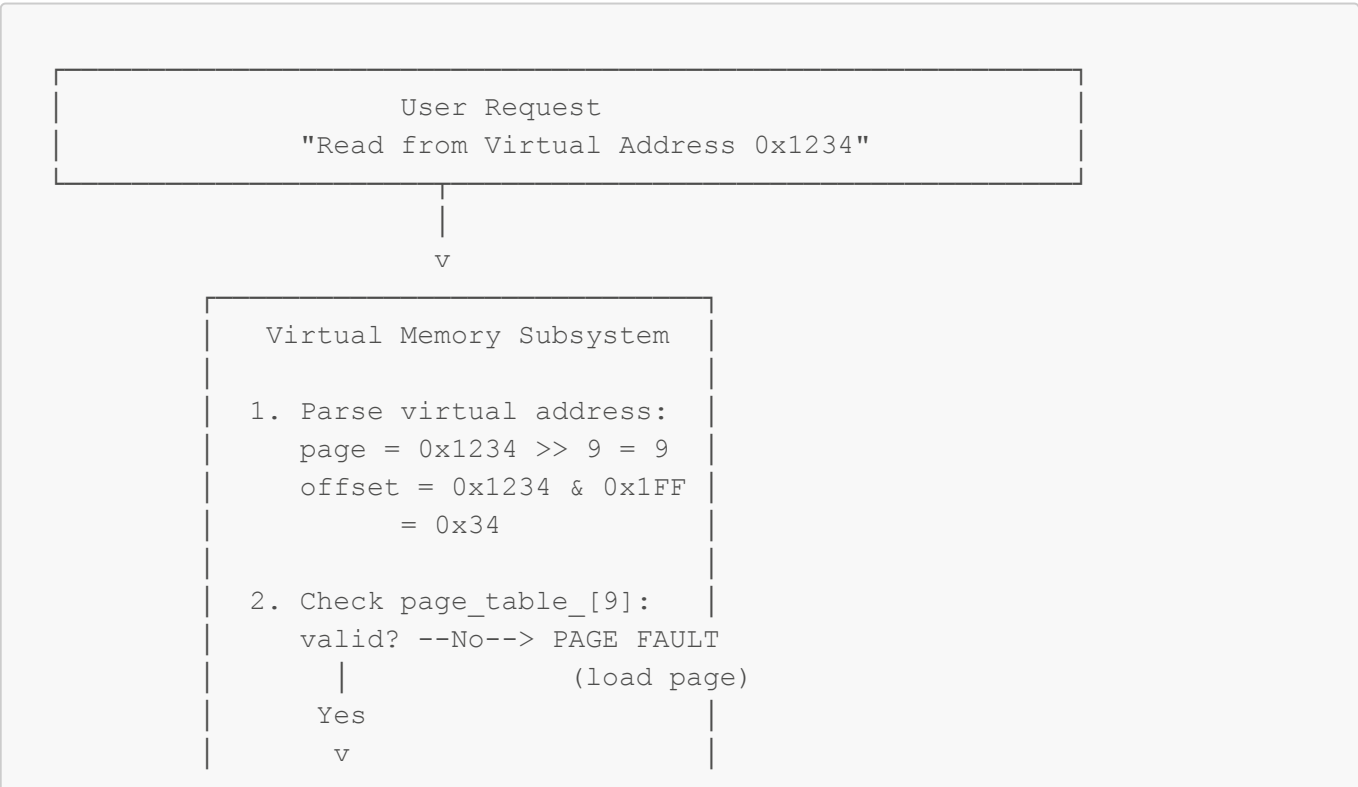 User Request
"Read from Virtual Address 0x1234"
v
Virtual Memory Subsystem
1. Parse virtual address:
page = 0x1234 >> 9 = 9
offset = 0x1234 & 0x1FF
= 0x34
2. Check page_table_[9]:
valid? --No--> PAGE FAULT
(load page)
Yes
v